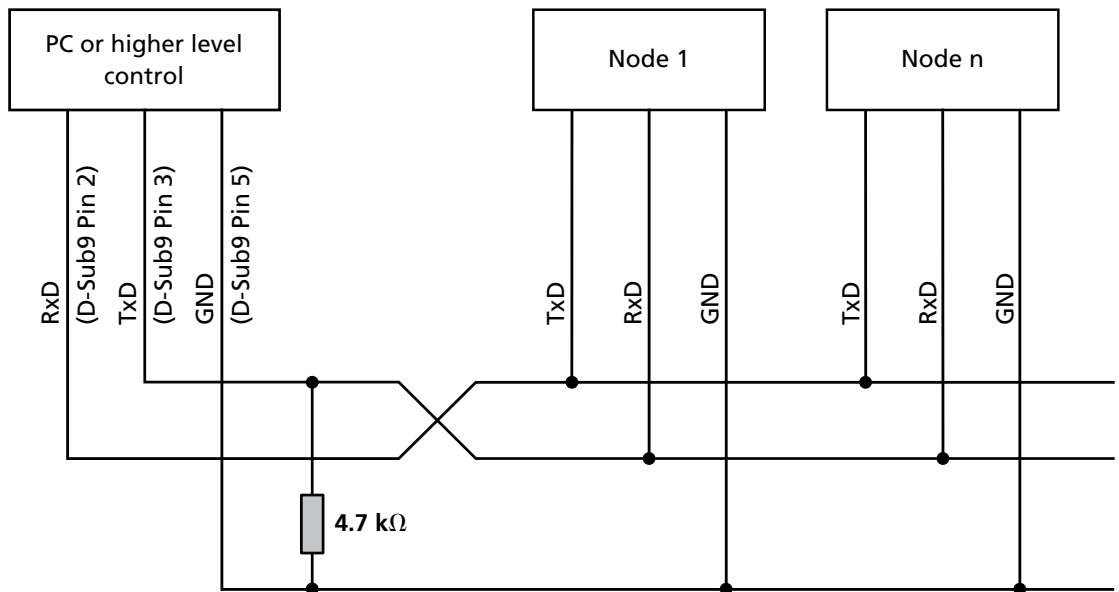 PC or higher level
control
Node 1
Node n
RxD
(D-Sub9 Pin 2)
TxD
(D-Sub9 Pin 3)
GND
(D-Sub9 Pin 5)
TxD
RxD
GND
TxD
RxD
GND
4.7 kΩ